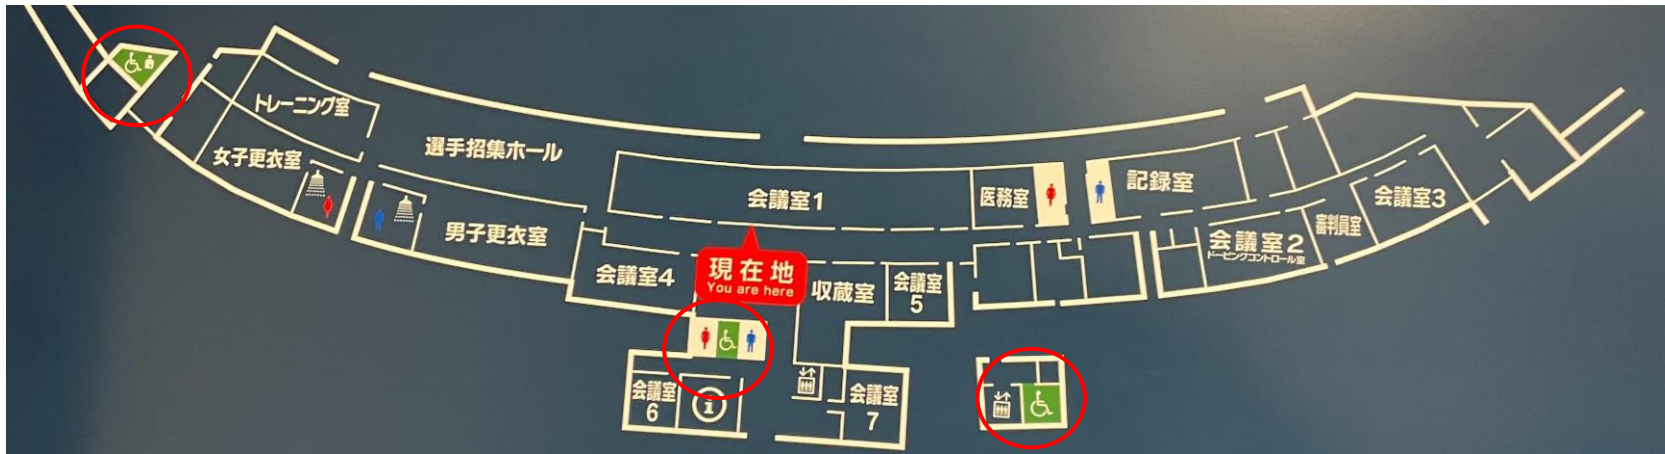 トレーニング室
女子更衣室
選手招集ホール
男子更衣室
会議室1
医務室
記録室
会議室3
審判員室
会議室2
ドーピングコントロール室
会議室4
現在地
You are here
収蔵室
会議室
5
会議室
6
i
会議室
7